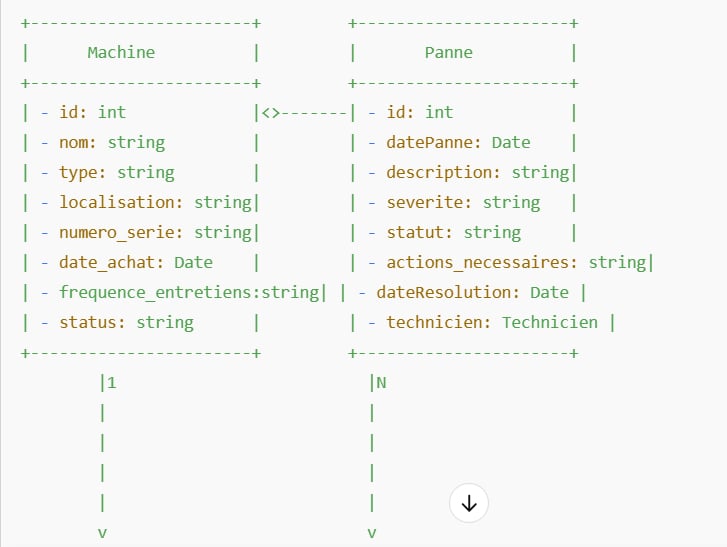 +------------------------+         +-----------------------+
|      Machine          |         |       Panne          |
+------------------------+         +-----------------------+
| - id: int             |<>-------| - id: int            |
| - nom: string         |         | - datePanne: Date    |
| - type: string        |         | - description: string|
| - localisation: string|         | - severite: string   |
| - numero_serie: string|         | - statut: string     |
| - date_achat: Date    |         | - actions_necessaires: string|
| - frequence_entretiens:string| | - dateResolution: Date |
| - status: string      |         | - technicien: Technicien |
+------------------------+         +-----------------------+
        |1                          |N
        |                           |
        |                           |
        |                           |
        |                           |
        v                           v